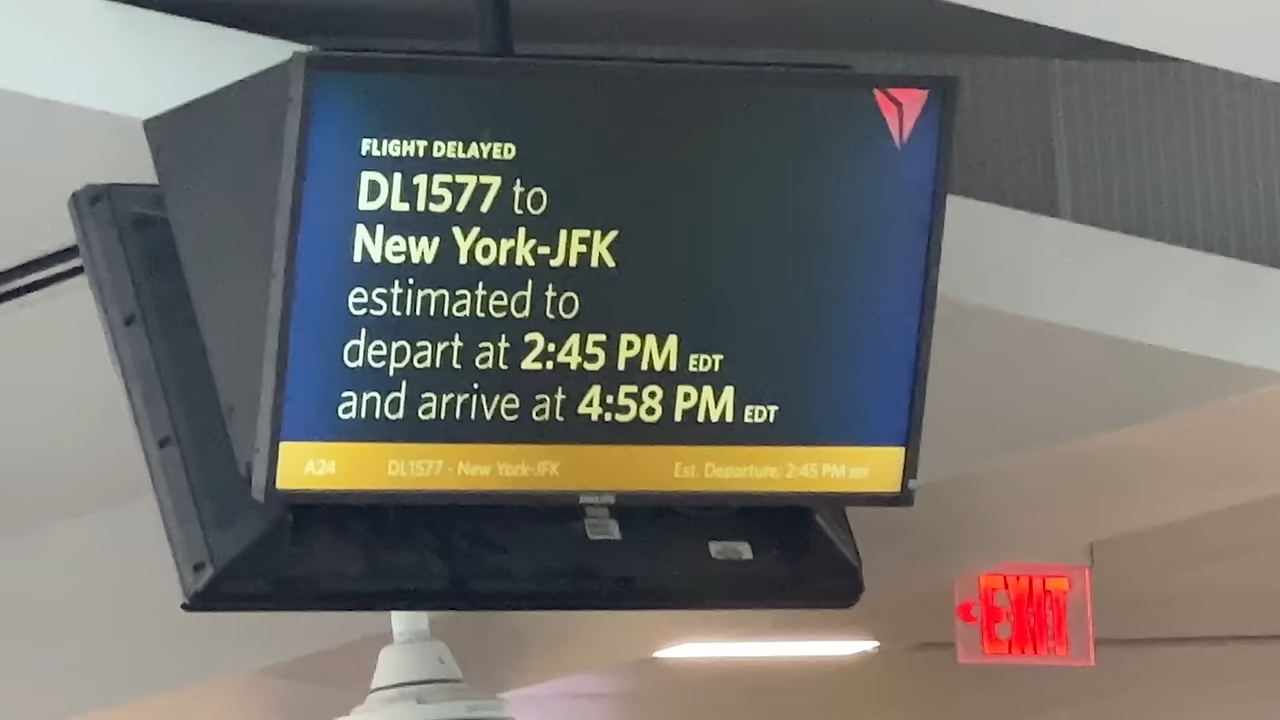 FLIGHT DELAYED
DL1577 to
New York-JFK
estimated to
depart at 2:45 PM EDT
and arrive at 4:58 PM EDT
A24 DL1577 - New York-JFK Est. Departure: 2:45 PM EDT
EXIT